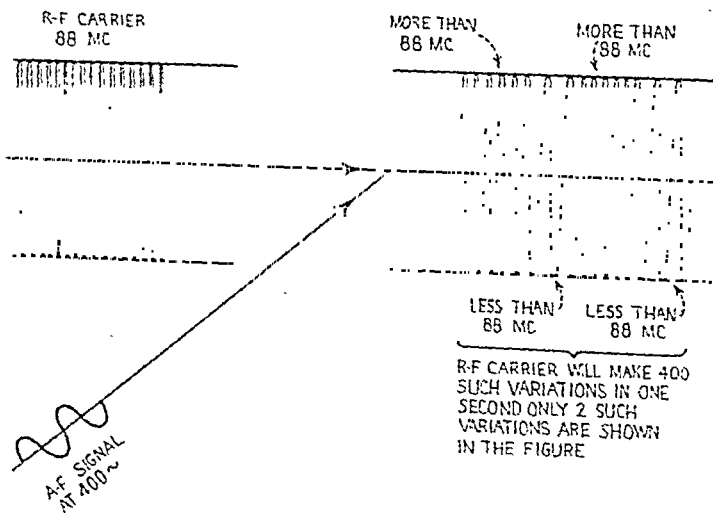 R-F CARRIER
88 MC
MORE THAN
88 MC
MORE THAN
88 MC
LESS THAN
88 MC
LESS THAN
88 MC
R-F CARRIER WILL MAKE 400
SUCH VARIATIONS IN ONE
SECOND ONLY 2 SUCH
VARIATIONS ARE SHOWN
IN THE FIGURE
A-F SIGNAL
AT 400~